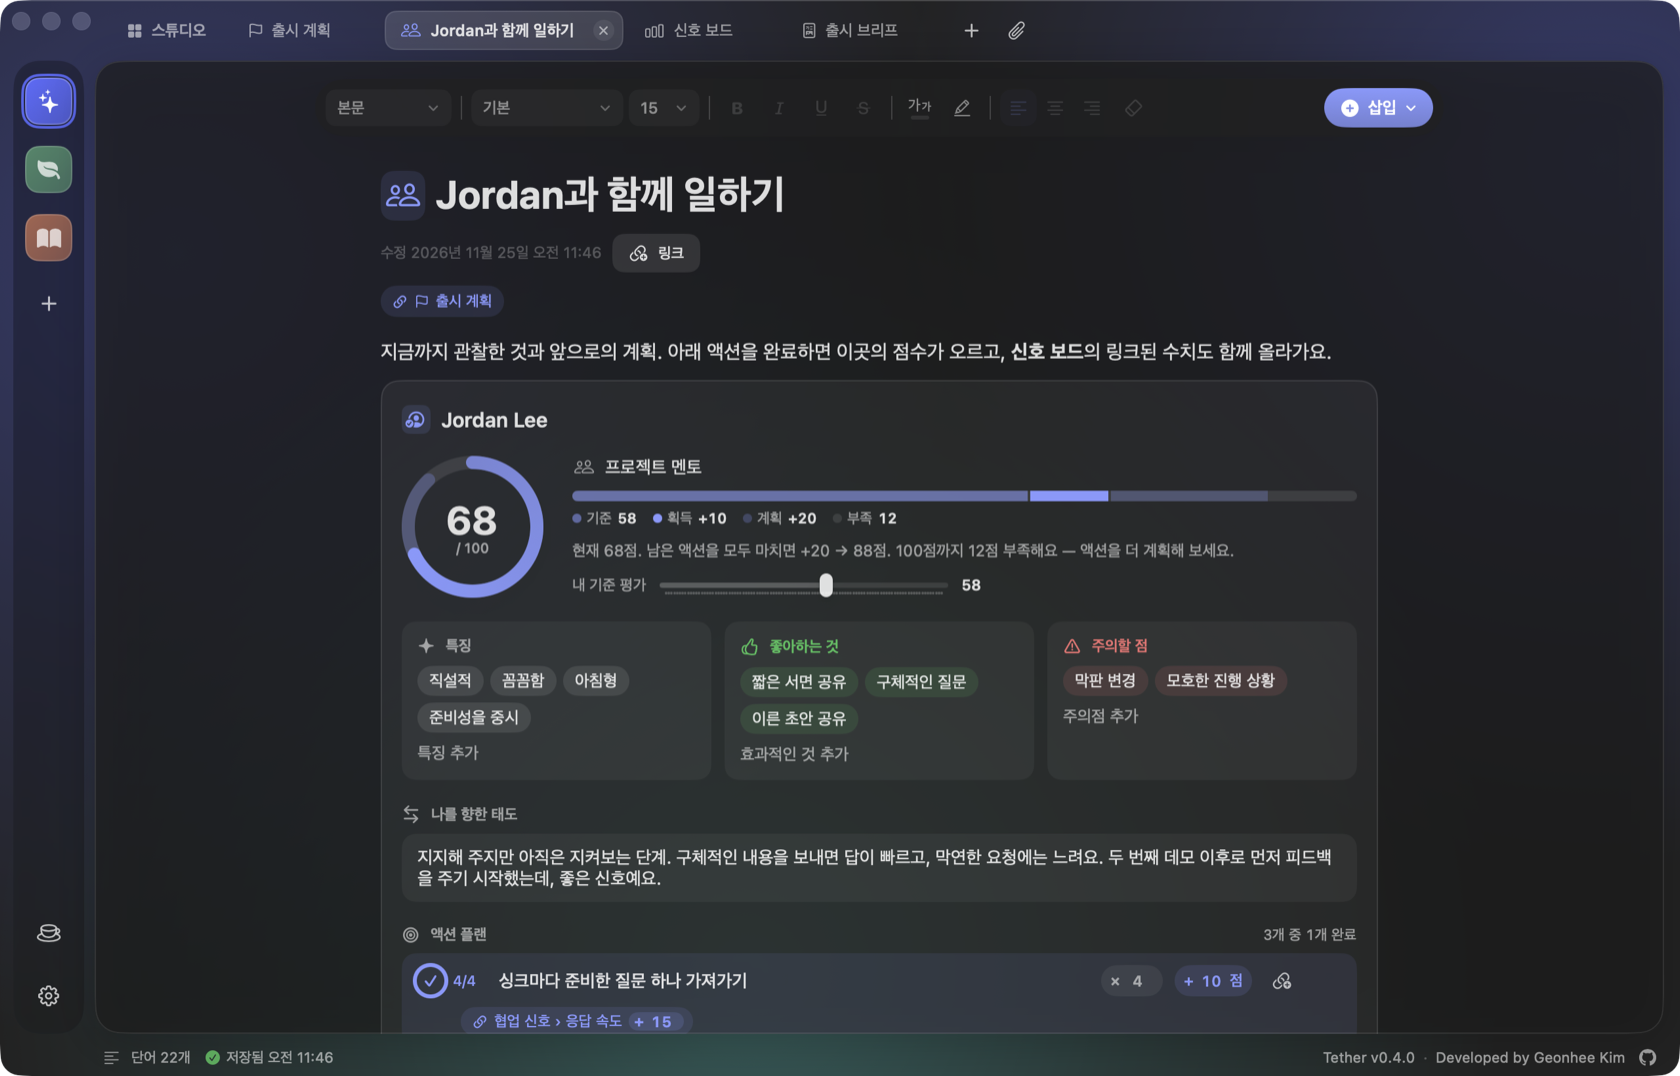 스튜디오
출시 계획
Jordan과 함께 일하기
신호 보드
출시 브리프
본문
기본
15
B I U S 가가
삽입
Jordan과 함께 일하기
수정 2026년 11월 25일 오전 11:46
링크
출시 계획
지금까지 관찰한 것과 앞으로의 계획. 아래 액션을 완료하면 이곳의 점수가 오르고, 신호 보드의 링크된 수치도 함께 올라가요.
Jordan Lee
68
/ 100
프로젝트 멘토
기준 58 획득 +10 계획 +20 부족 12
현재 68점. 남은 액션을 모두 마치면 +20 → 88점. 100점까지 12점 부족해요 — 액션을 더 계획해 보세요.
내 기준 평가 58
특징
직설적 꼼꼼함 아침형
준비성을 중시
특징 추가
좋아하는 것
짧은 서면 공유 구체적인 질문
이른 초안 공유
효과적인 것 추가
주의할 점
막판 변경 모호한 진행 상황
주의점 추가
나를 향한 태도
지지해 주지만 아직은 지켜보는 단계. 구체적인 내용을 보내면 답이 빠르고, 막연한 요청에는 느려요. 두 번째 데모 이후로 먼저 피드백
을 주기 시작했는데, 좋은 신호예요.
액션 플랜
3개 중 1개 완료
4/4 싱크마다 준비한 질문 하나 가져가기 × 4 + 10 점
협업 신호 › 응답 속도 + 15
단어 22개 저장됨 오전 11:46
Tether v0.4.0 · Developed by Geonhee Kim